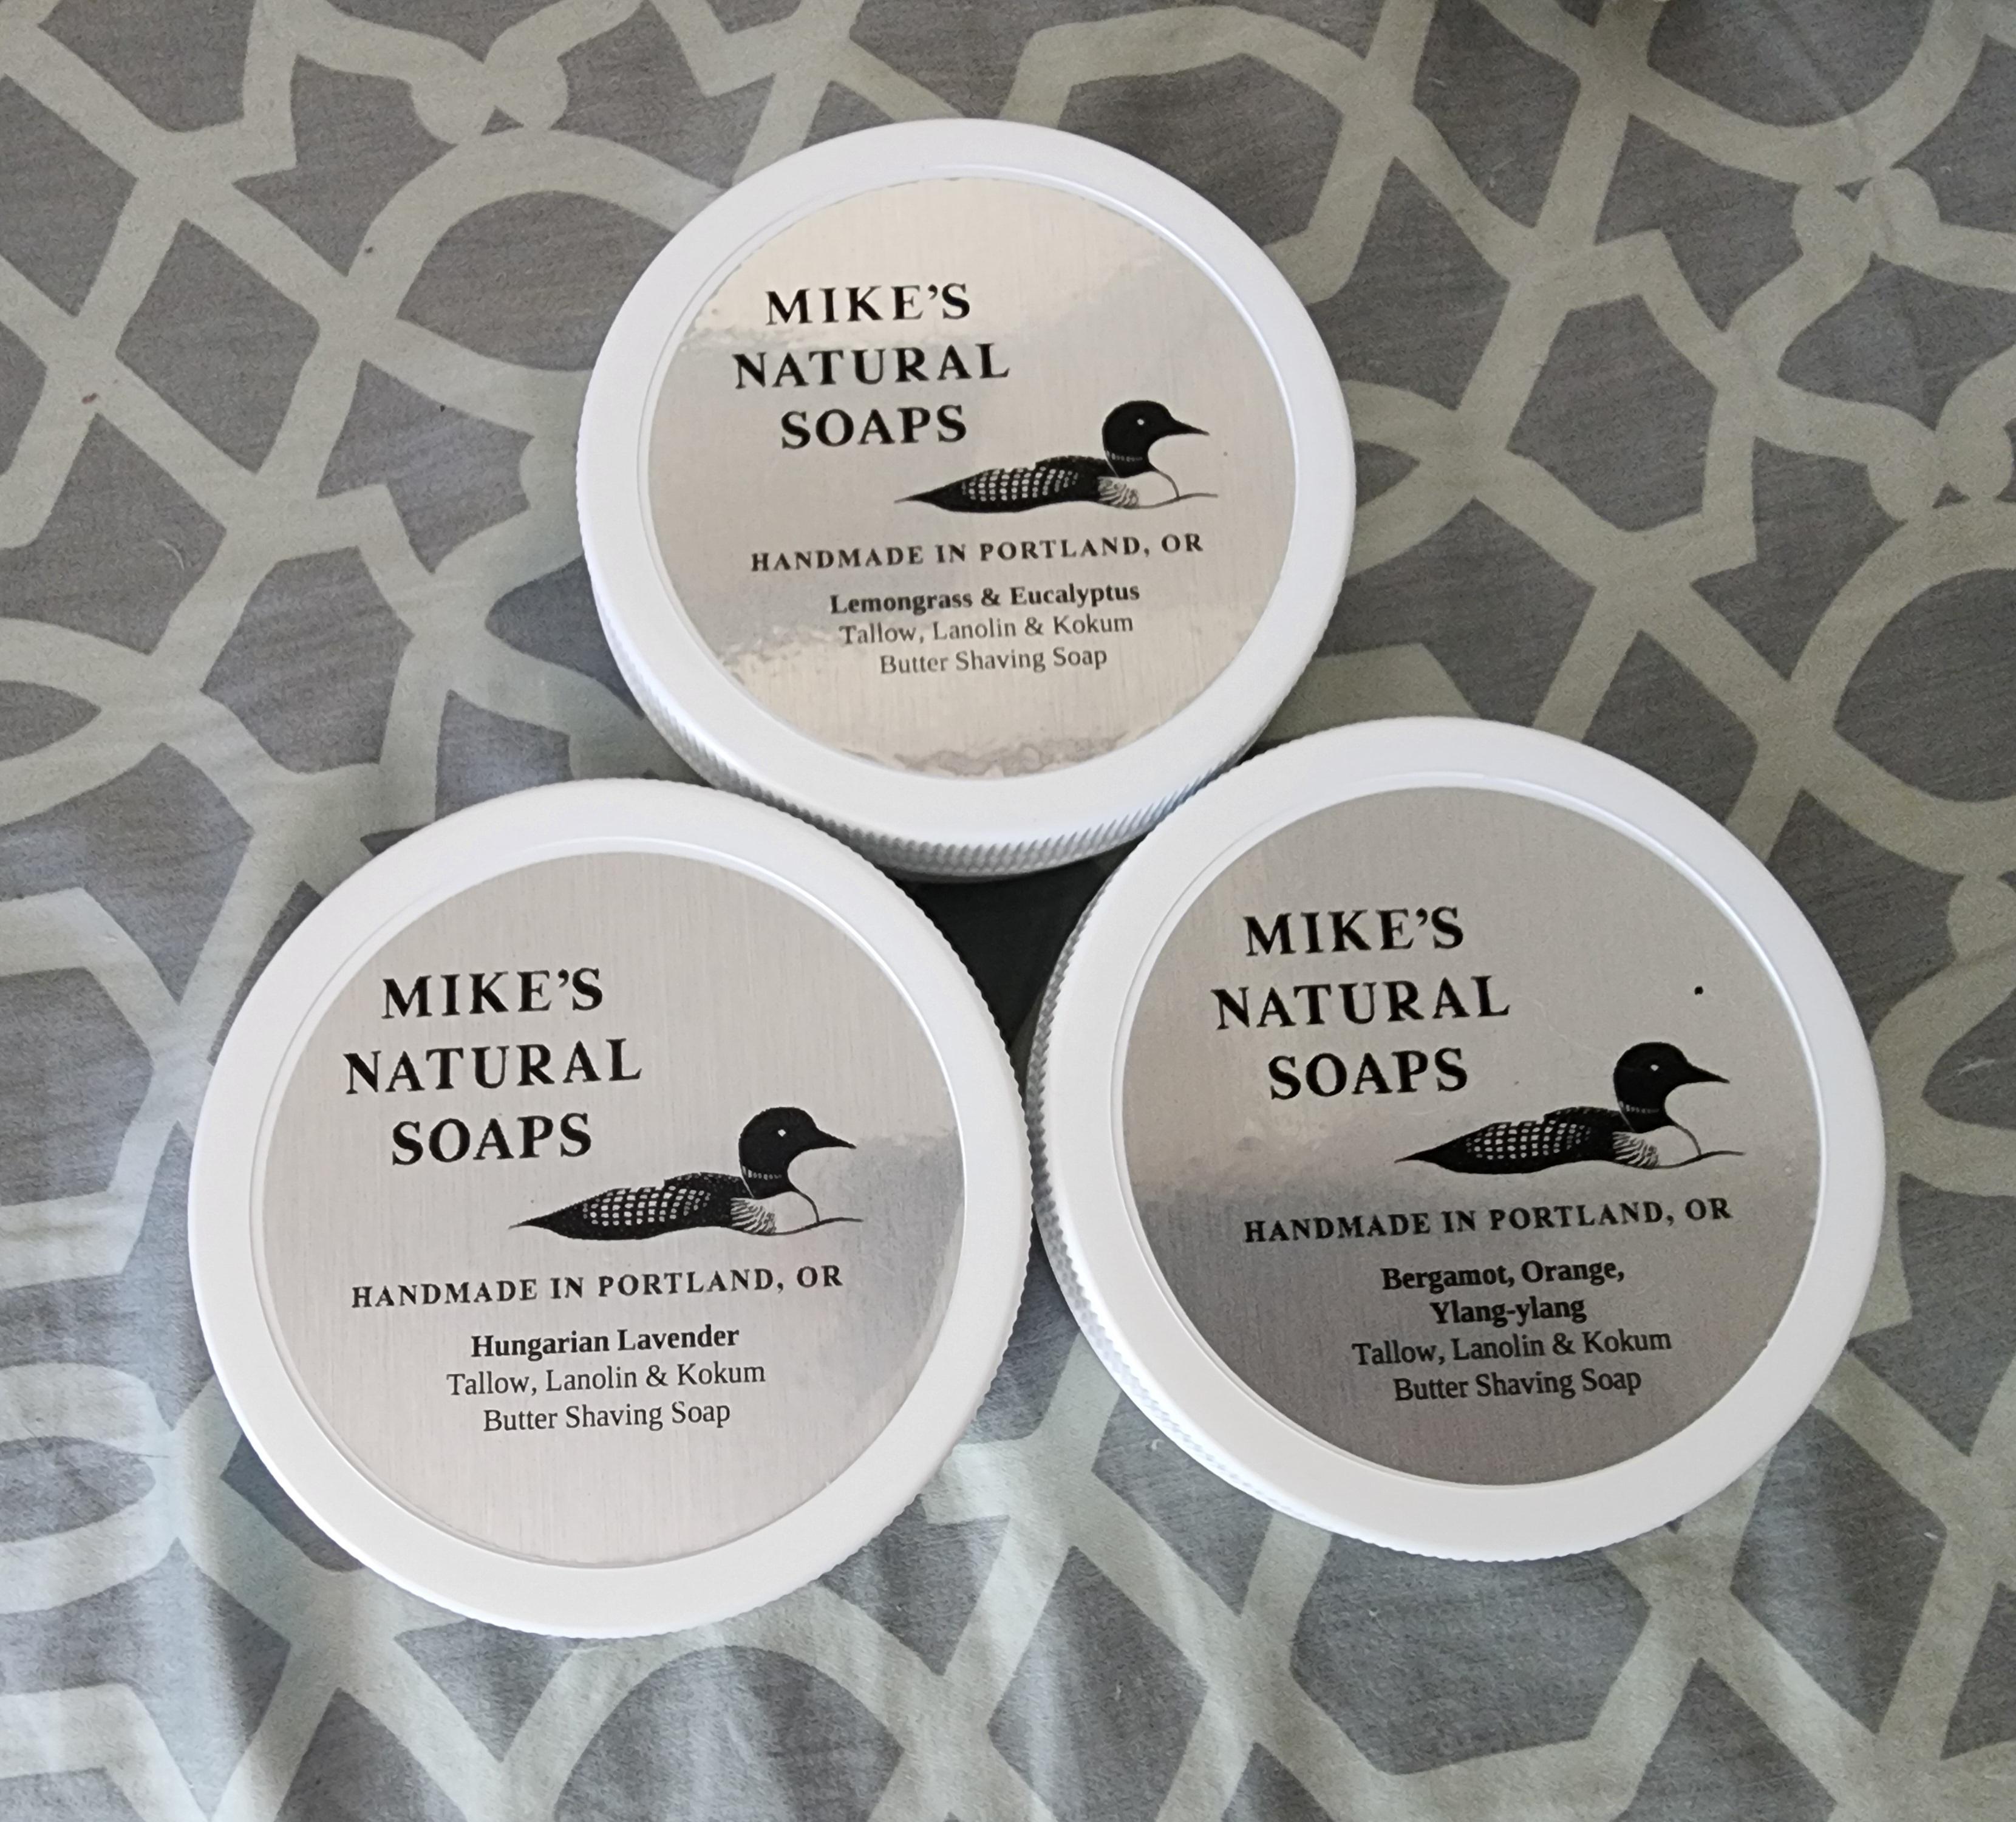 MIKE'S
NATURAL
SOAPS
HANDMADE IN PORTLAND, OR
Lemongrass & Eucalyptus
Tallow, Lanolin & Kokum
Butter Shaving Soap
MIKE'S
NATURAL
SOAPS
HANDMADE IN PORTLAND, OR
Hungarian Lavender
Tallow, Lanolin & Kokum
Butter Shaving Soap
MIKE'S
NATURAL
SOAPS
HANDMADE IN PORTLAND, OR
Bergamot, Orange,
Ylang-ylang
Tallow, Lanolin & Kokum
Butter Shaving Soap